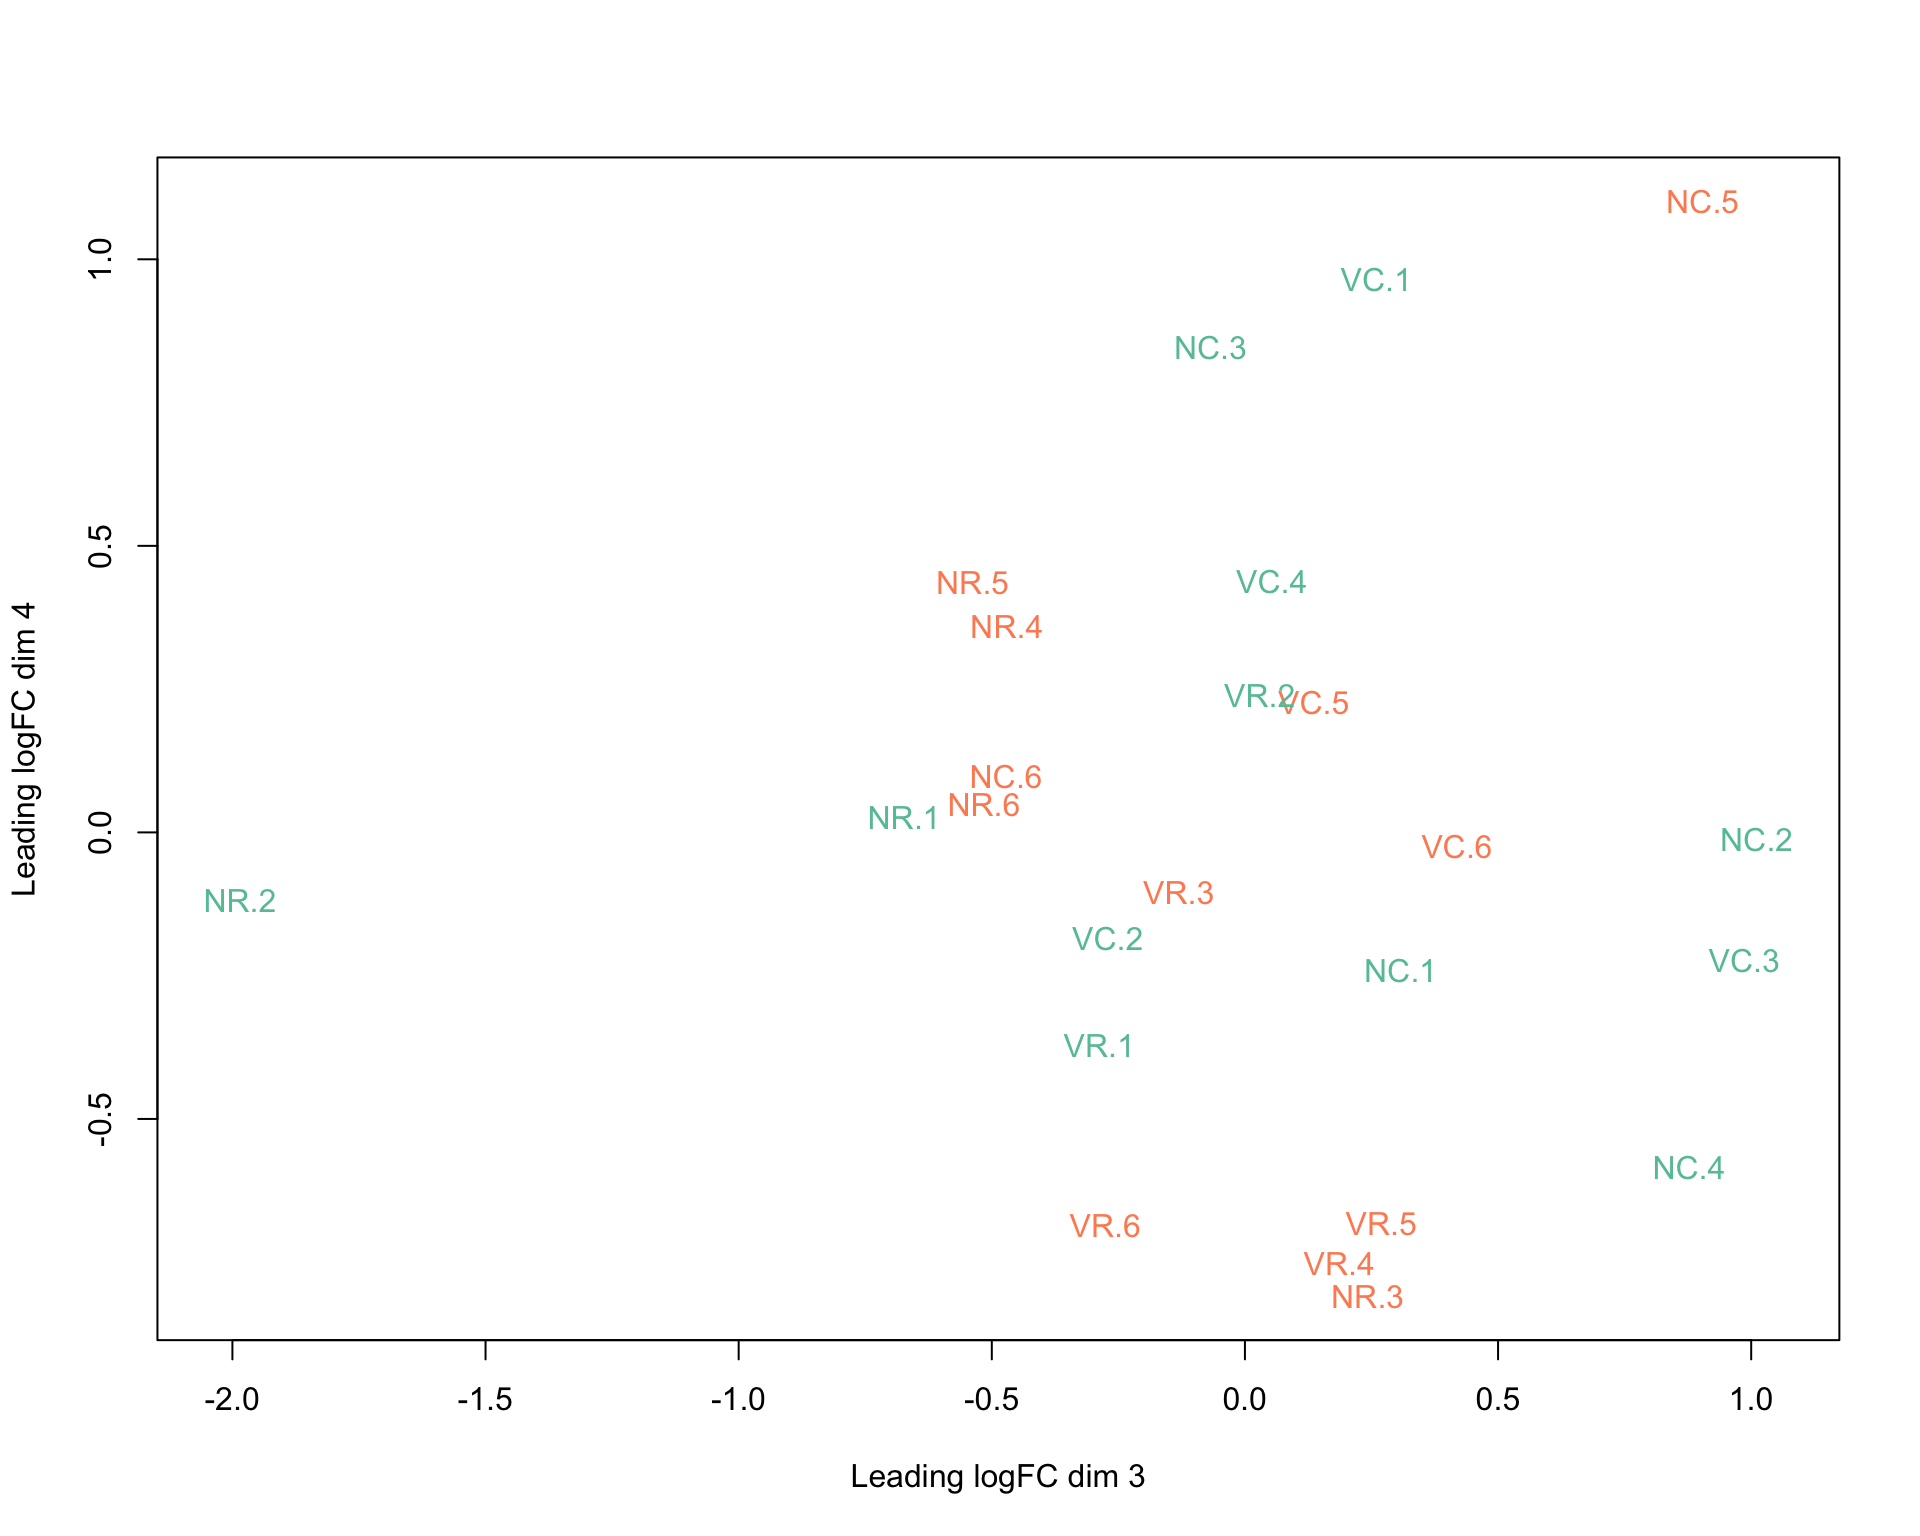 NC.5
1.0
VC.1
NC.3
0.5
NR.5
VC.4
NR.4
VR.2
VC.5
Leading logFC dim 4
NC.6
NR.6
NR.1
0.0
VC.6
NC.2
NR.2
VR.3
VC.2
NC.1
VC.3
VR.1
-0.5
NC.4
VR.6
VR.5
VR.4
NR.3
-2.0 -1.5 -1.0 -0.5 0.0 0.5 1.0
Leading logFC dim 3